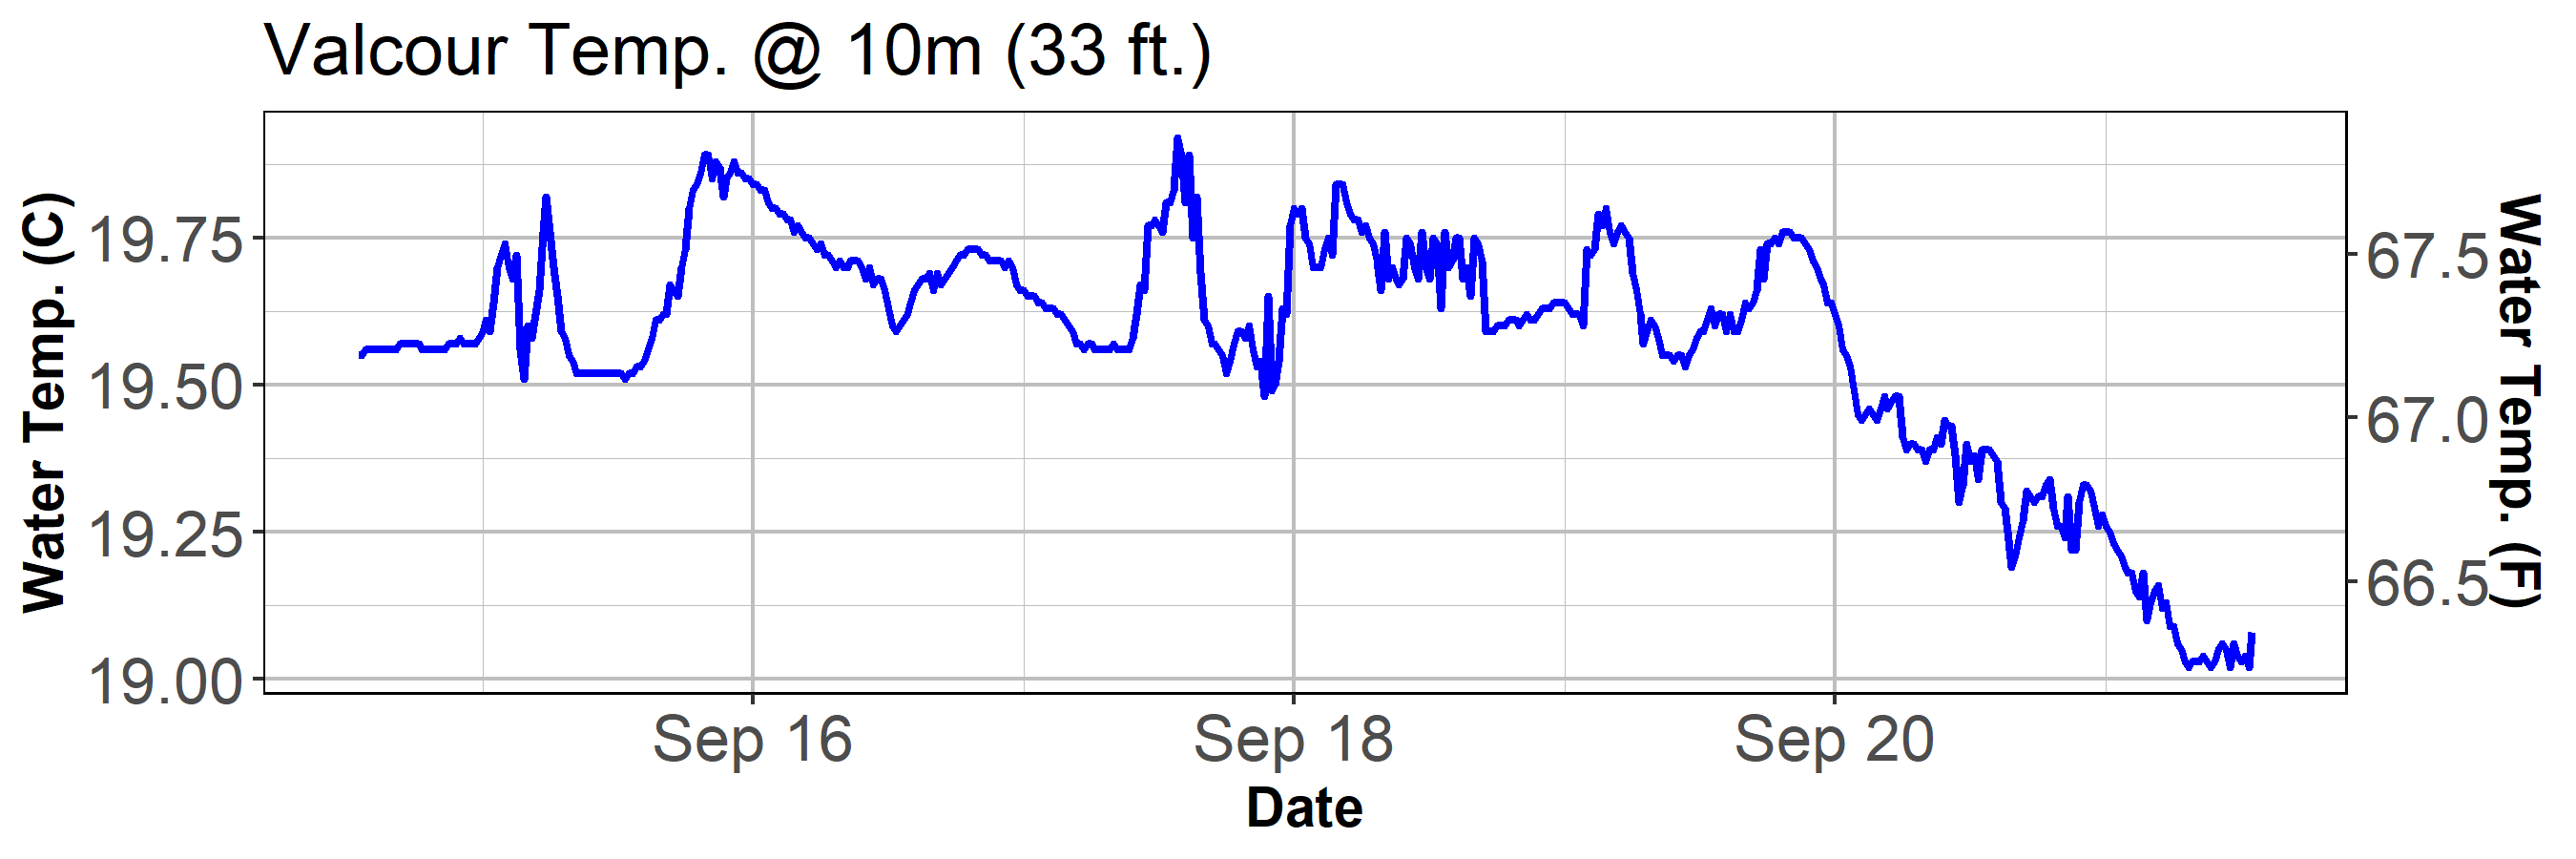 Valcour Temp. @ 10m (33 ft.)
Water Temp. (C)
19.75
19.50
19.25
19.00
67.5
67.0
66.5
Water Temp. (F)
Sep 16
Sep 18
Sep 20
Date